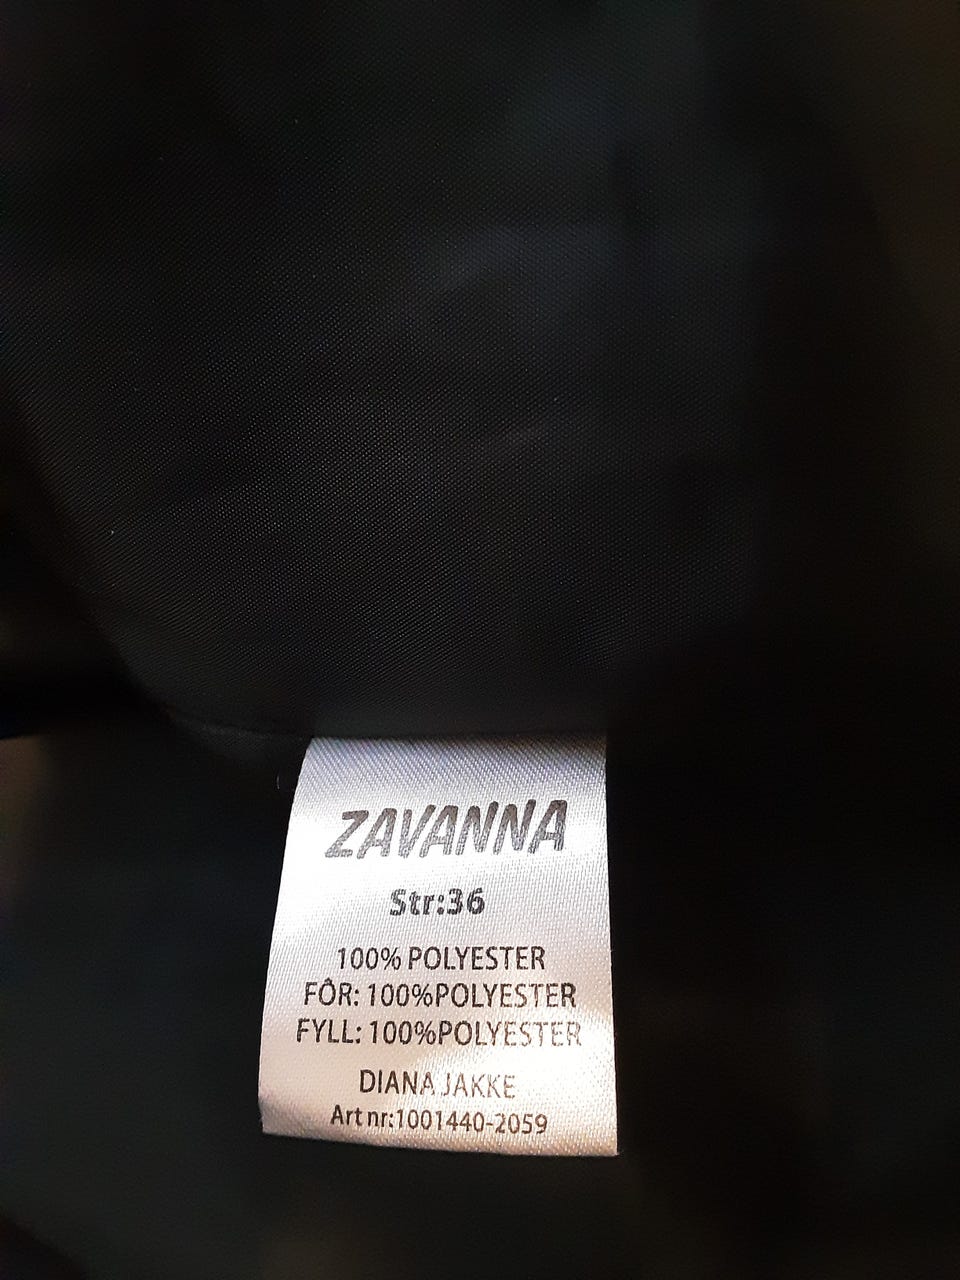 ZAVANNA
Str:36
100% POLYESTER
FÔR: 100%POLYESTER
FYLL: 100%POLYESTER
DIANA JAKKE
Art nr:1001440-2059